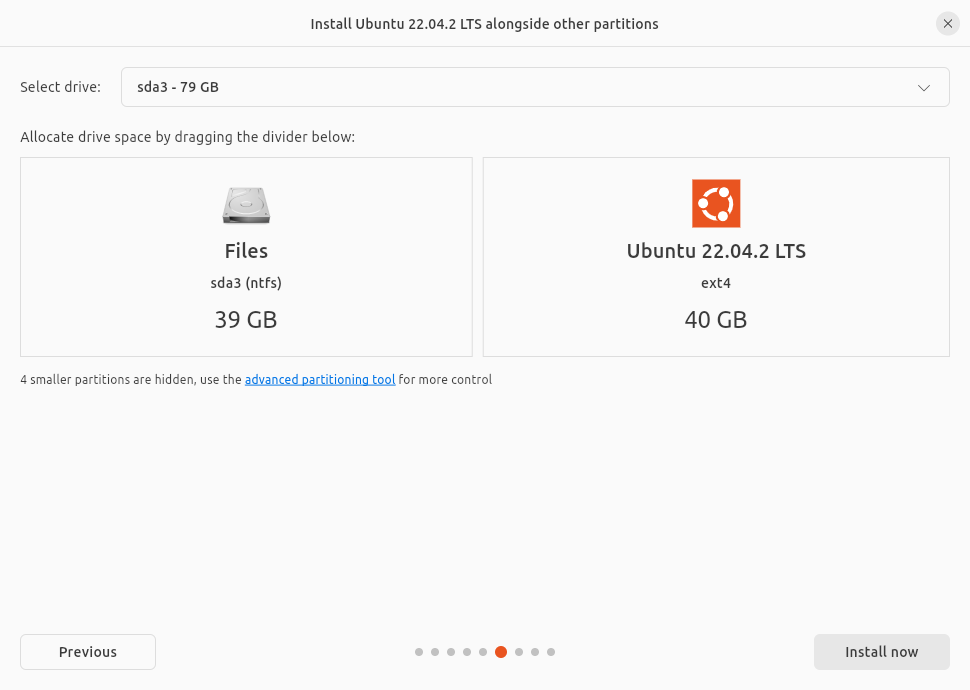 Install Ubuntu 22.04.2 LTS alongside other partitions
Select drive: sda3 - 79 GB
Allocate drive space by dragging the divider below:
Files
sda3 (ntfs)
39 GB
Ubuntu 22.04.2 LTS
ext4
40 GB
4 smaller partitions are hidden, use the advanced partitioning tool for more control
Previous
Install now